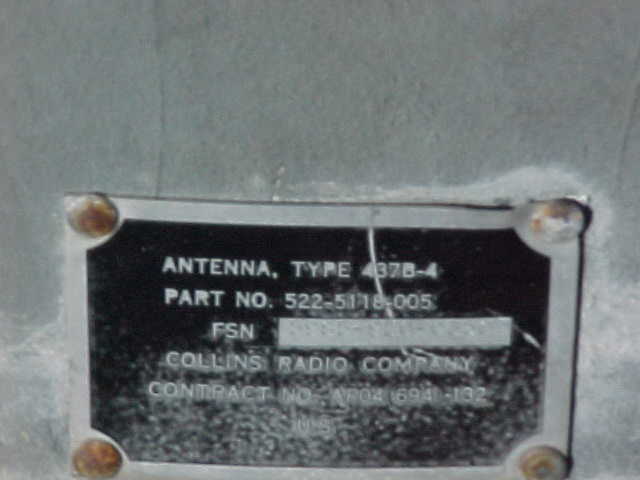 ANTENNA, TYPE 437B-4
PART NO. 522-5118-005
FSN
COLLINS RADIO COMPANY
CONTRACT NO. AF04(694)-132
U.S.